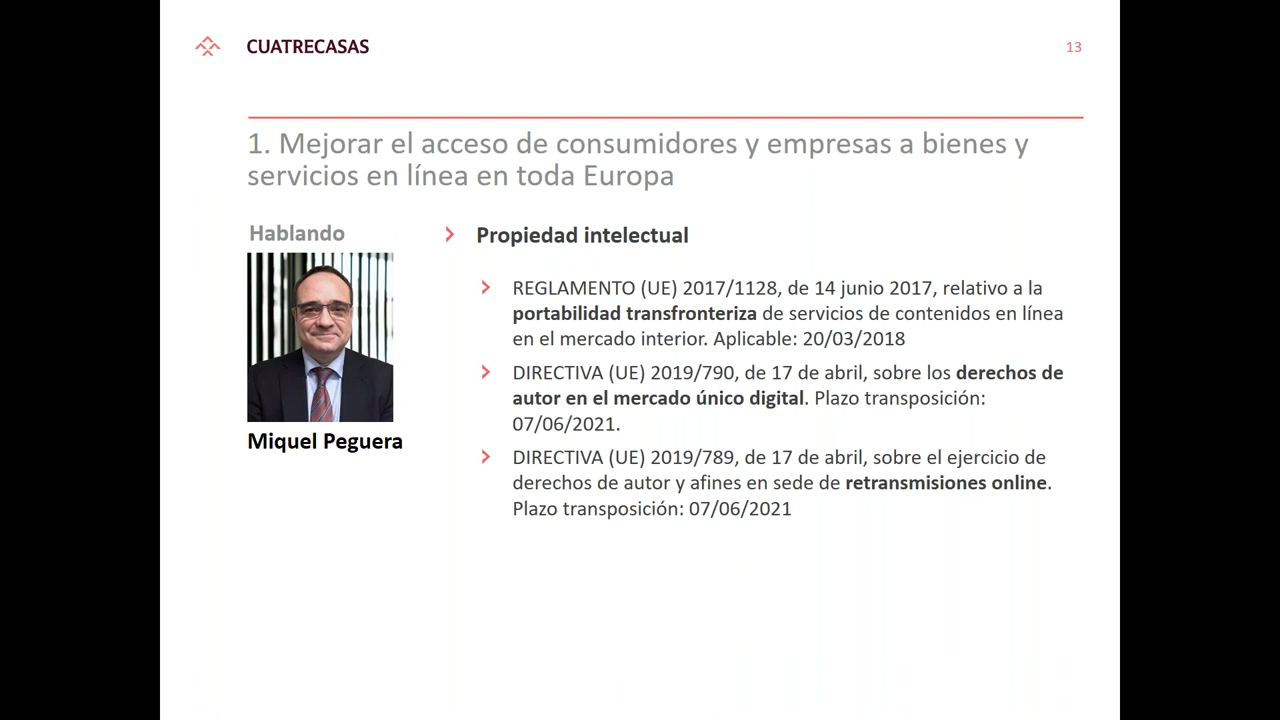 CUATRECASAS
13
1. Mejorar el acceso de consumidores y empresas a bienes y
servicios en línea en toda Europa
Hablando
Miquel Peguera
Propiedad intelectual
REGLAMENTO (UE) 2017/1128, de 14 junio 2017, relativo a la
portabilidad transfronteriza de servicios de contenidos en línea
en el mercado interior. Aplicable: 20/03/2018
DIRECTIVA (UE) 2019/790, de 17 de abril, sobre los derechos de
autor en el mercado único digital. Plazo transposición:
07/06/2021.
DIRECTIVA (UE) 2019/789, de 17 de abril, sobre el ejercicio de
derechos de autor y afines en sede de retransmisiones online.
Plazo transposición: 07/06/2021